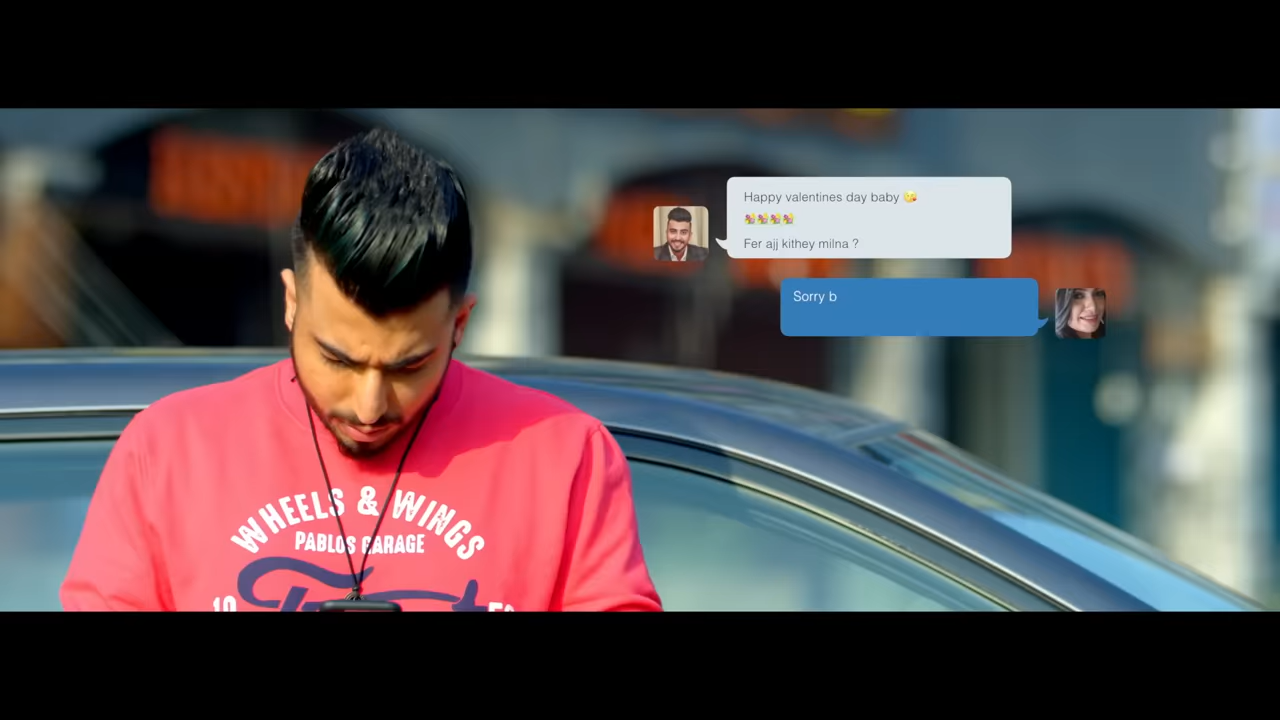 Happy valentines day baby 😘
💐💐💐💐
Fer ajj kithey milna ?
Sorry b
WHEELS & WINGS
PABLOS GARAGE